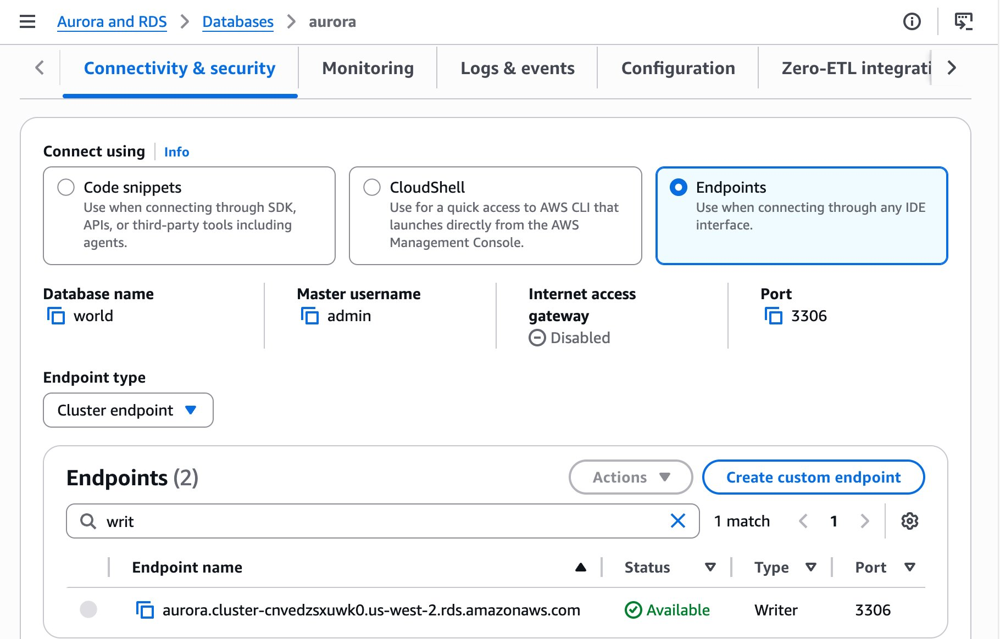 Aurora and RDS > Databases > aurora
Connectivity & security Monitoring Logs & events Configuration Zero-ETL integrati
Connect using Info
Code snippets
Use when connecting through SDK,
APIs, or third-party tools including
agents.
CloudShell
Use for a quick access to AWS CLI that
launches directly from the AWS
Management Console.
Endpoints
Use when connecting through any IDE
interface.
Database name
world
Master username
admin
Internet access
gateway
Disabled
Port
3306
Endpoint type
Cluster endpoint
Endpoints (2)
Actions
Create custom endpoint
writ
1 match
1
Endpoint name Status Type Port
aurora.cluster-cnvedzsxuwk0.us-west-2.rds.amazonaws.com Available Writer 3306